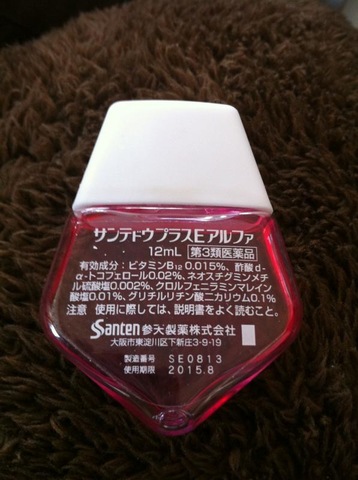 サンテドウプラスEアルファ
12mL 第3類医薬品
有効成分:ビタミンB12 0.015%、酢酸d-
α-トコフェロール0.02%、ネオスチグミンメチ
ル硫酸塩0.002%、クロルフェニラミンマレイン
酸塩0.01%、グリチルリチン酸二カリウム0.1%
注意 使用に際しては、説明書をよく読むこと。
Santen 参天製薬株式会社
大阪市東淀川区下新庄3-9-19
製造番号 SE0813
使用期限 2015.8